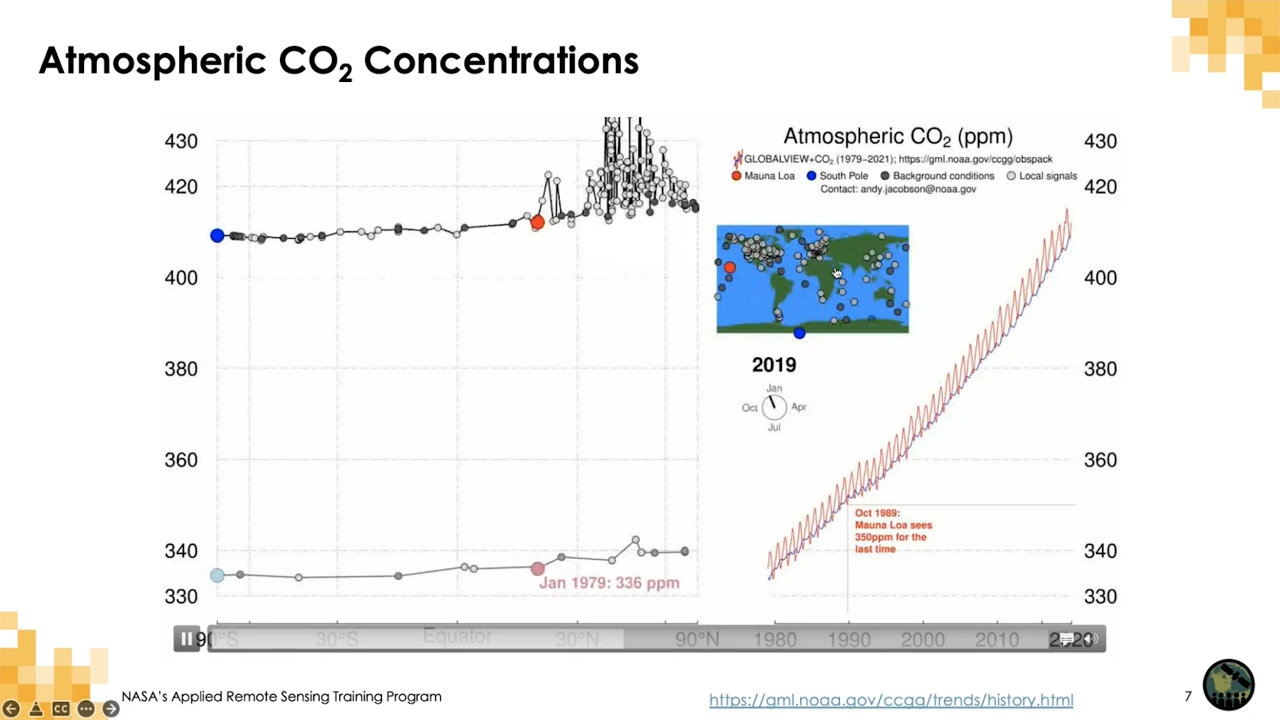 Atmospheric CO2 Concentrations
430
420
400
380
360
340
330
Jan 1979: 336 ppm
90°S
30°S
Equator
30°N
90°N
Atmospheric CO2 (ppm)
GLOBALVIEW+CO2 (1979–2021); https://gml.noaa.gov/ccgg/obspack
Mauna Loa South Pole Background conditions Local signals
Contact: andy.jacobson@noaa.gov
2019
Jan
Oct Apr
Jul
430
420
400
380
360
340
330
Oct 1989:
Mauna Loa sees
350ppm for the
last time
1980 1990 2000 2010 2020
CC
NASA's Applied Remote Sensing Training Program
https://gml.noaa.gov/ccgg/trends/history.html
7